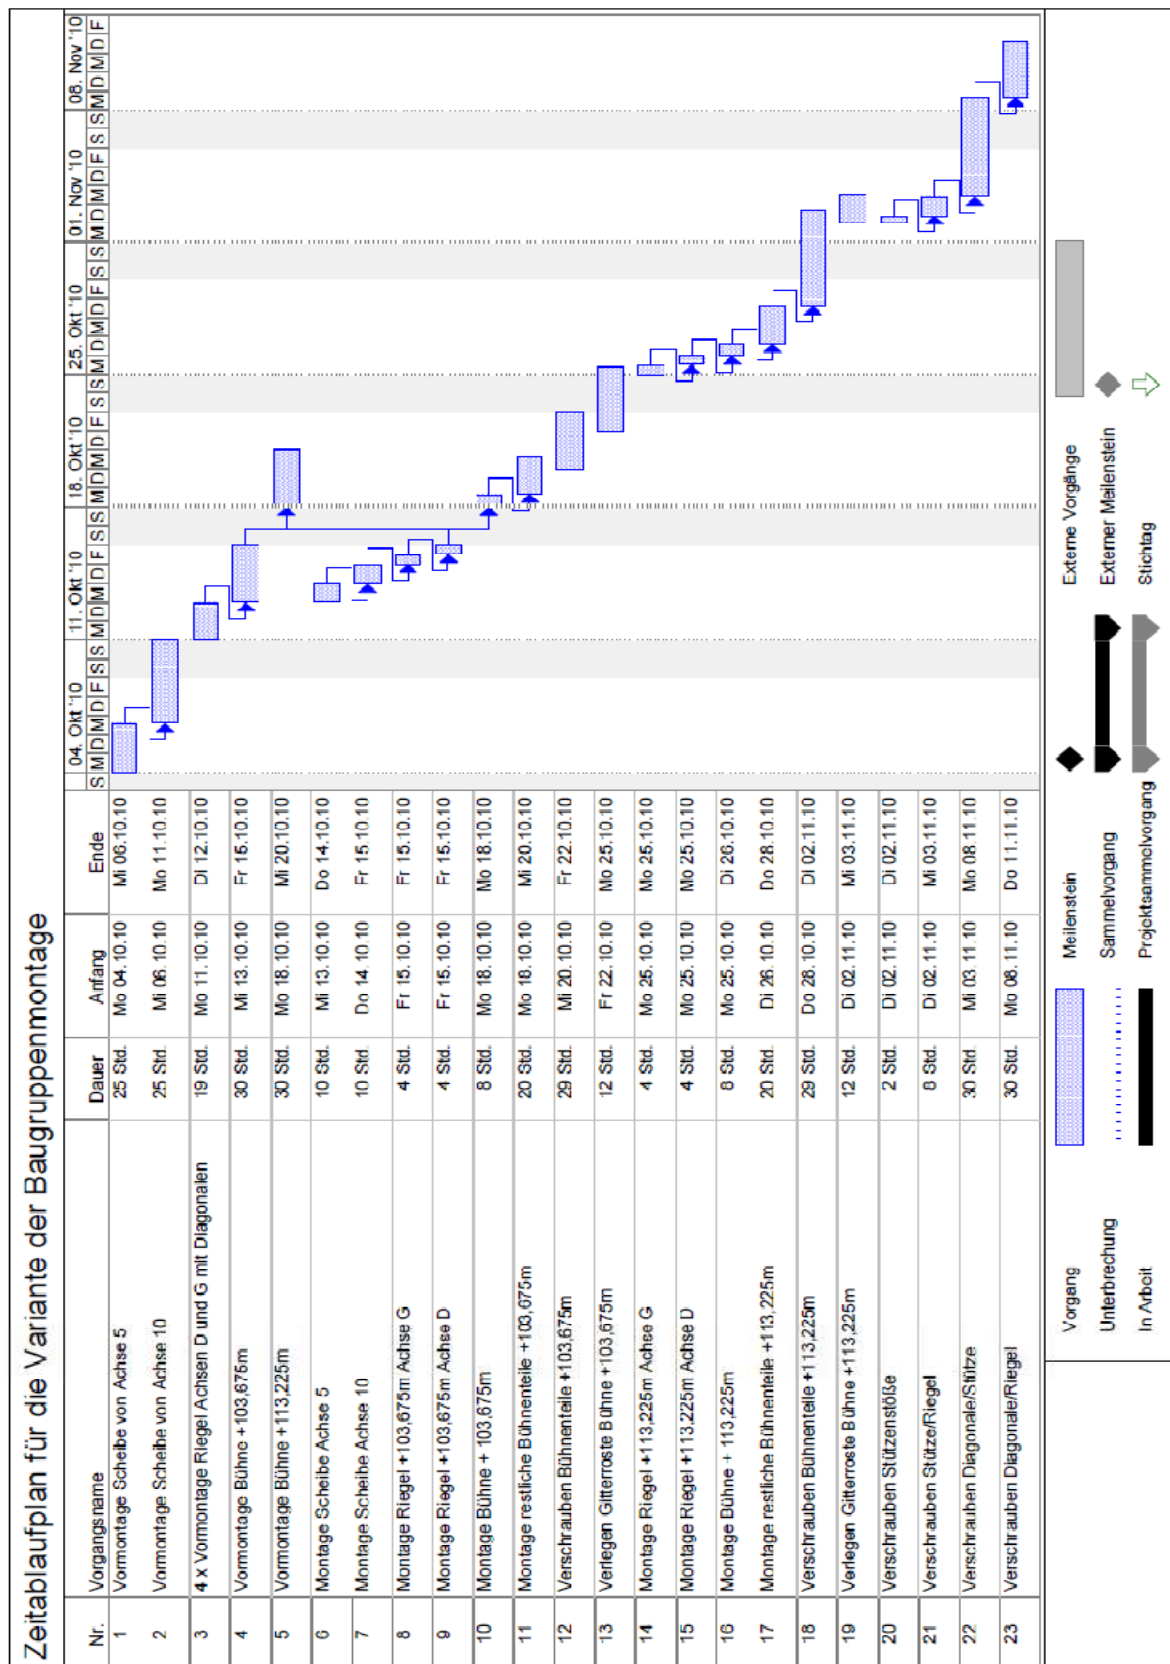 Zeitablaufplan für die Variante der Baugruppenmontage
Nr. Vorgangsname Dauer Anfang Ende 04. Okt '10 11. Okt '10 18. Okt '10 25. Okt '10 01. Nov '10 08. Nov '10
S M D M D F S S M D M D F S S M D M D F S S M D M D F S S M D M D F S S M D M D F
1 Vormontage Scheibe von Achse 5 25 Std. Mo 04.10.10 Mi 06.10.10
2 Vormontage Scheibe von Achse 10 25 Std. Mi 06.10.10 Mo 11.10.10
3 4 x Vormontage Riegel Achsen D und G mit Diagonalen 19 Std. Mo 11.10.10 Di 12.10.10
4 Vormontage Bühne +103,675m 30 Std. Mi 13.10.10 Fr 15.10.10
5 Vormontage Bühne +113,225m 30 Std. Mo 18.10.10 Mi 20.10.10
6 Montage Scheibe Achse 5 10 Std. Mi 13.10.10 Do 14.10.10
7 Montage Scheibe Achse 10 10 Std. Do 14.10.10 Fr 15.10.10
8 Montage Riegel +103,675m Achse G 4 Std. Fr 15.10.10 Fr 15.10.10
9 Montage Riegel +103,675m Achse D 4 Std. Fr 15.10.10 Fr 15.10.10
10 Montage Bühne + 103,675m 8 Std. Mo 18.10.10 Mo 18.10.10
11 Montage restliche Bühnenteile +103,675m 20 Std. Mo 18.10.10 Mi 20.10.10
12 Verschrauben Bühnenteile +103,675m 29 Std. Mi 20.10.10 Fr 22.10.10
13 Verlegen Gitterroste Bühne +103,675m 12 Std. Fr 22.10.10 Mo 25.10.10
14 Montage Riegel +113,225m Achse G 4 Std. Mo 25.10.10 Mo 25.10.10
15 Montage Riegel +113,225m Achse D 4 Std. Mo 25.10.10 Mo 25.10.10
16 Montage Bühne + 113,225m 8 Std. Mo 25.10.10 Di 26.10.10
17 Montage restliche Bühnenteile +113,225m 20 Std. Di 26.10.10 Do 28.10.10
18 Verschrauben Bühnenteile +113,225m 29 Std. Do 28.10.10 Di 02.11.10
19 Verlegen Gitterroste Bühne +113,225m 12 Std. Di 02.11.10 Mi 03.11.10
20 Verschrauben Stützenstöße 2 Std. Di 02.11.10 Di 02.11.10
21 Verschrauben Stütze/Riegel 8 Std. Di 02.11.10 Mi 03.11.10
22 Verschrauben Diagonale/Stütze 30 Std. Mi 03.11.10 Mo 08.11.10
23 Verschrauben Diagonale/Riegel 30 Std. Mo 08.11.10 Do 11.11.10
Vorgang Meilenstein Externe Vorgänge
Unterbrechung Sammelvorgang Externer Meilenstein
In Arbeit Projektsammelvorgang Stichtag